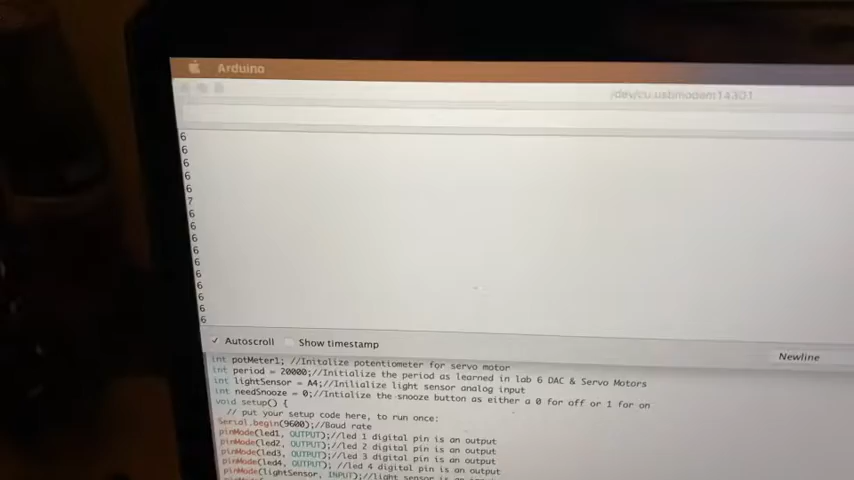 Arduino
/dev/cu.usbmodem14301
6
6
6
6
6
7
6
6
6
6
6
6
6
6
6
6
Autoscroll Show timestamp
Newline
int potMeter1; //Initalize potentiometer for servo motor
int period = 20000;//Initialize the period as learned in lab 6 DAC & Servo Motors
int lightSensor = A4;//Inilialize light sensor analog input
int needSnooze = 0;//Intialize the snooze button as either a 0 for off or 1 for on
void setup() {
// put your setup code here, to run once:
Serial.begin(9600);//Baud rate
pinMode(led1, OUTPUT);//led 1 digital pin is an output
pinMode(led2, OUTPUT);//led 2 digital pin is an output
pinMode(led3, OUTPUT);//led 3 digital pin is an output
pinMode(led4, OUTPUT); //led 4 digital pin is an output
pinMode(lightSensor, INPUT);//light sensor is an